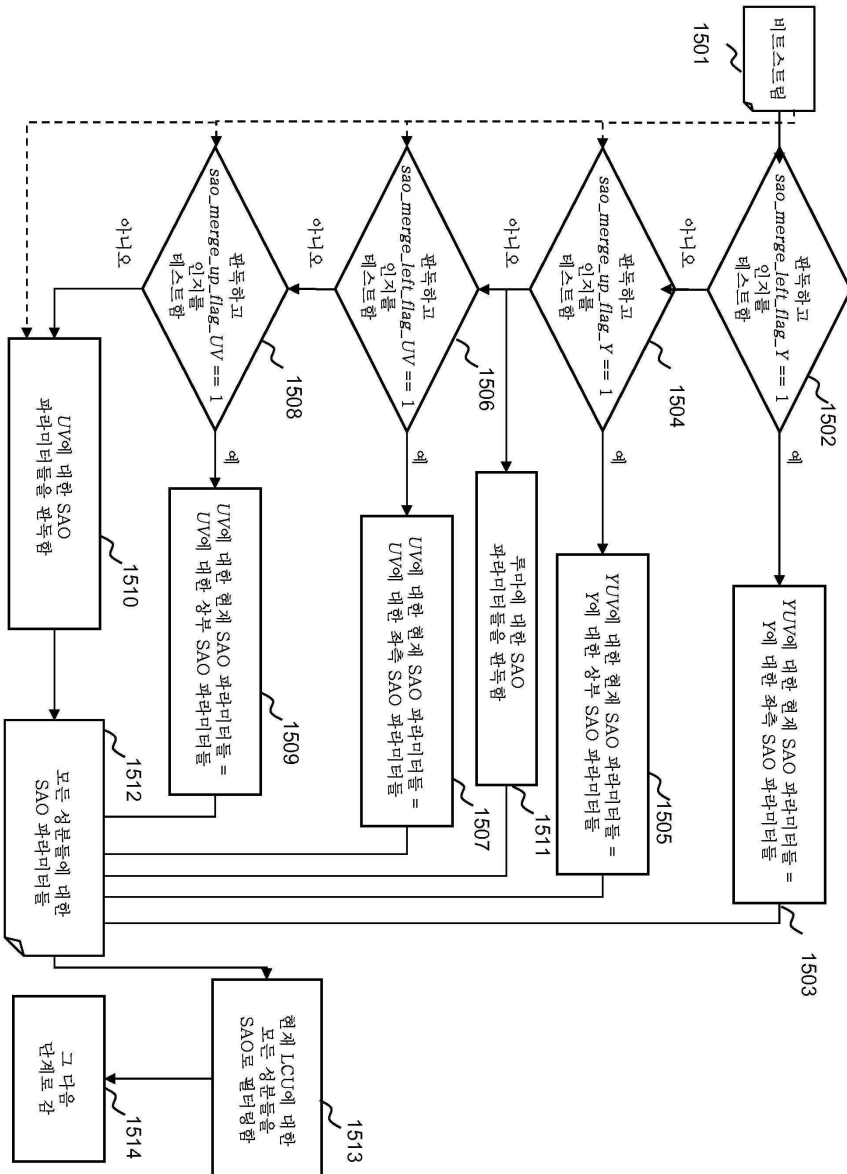 비트스트림
1501
판독하고
sao_merge_left_flag_Y == 1
인지를
테스트함
1502
예
아니오
YUV에 대한 현재 SAO 파라미터들 =
Y에 대한 좌측 SAO 파라미터들
1503
판독하고
sao_merge_up_flag_Y == 1
인지를
테스트함
1504
예
아니오
YUV에 대한 현재 SAO 파라미터들 =
Y에 대한 상부 SAO 파라미터들
1505
루마에 대한 SAO
파라미터들을 판독함
1511
판독하고
sao_merge_left_flag_UV == 1
인지를
테스트함
1506
예
아니오
UV에 대한 현재 SAO 파라미터들 =
UV에 대한 좌측 SAO 파라미터들
1507
판독하고
sao_merge_up_flag_UV == 1
인지를
테스트함
1508
예
아니오
UV에 대한 현재 SAO 파라미터들 =
UV에 대한 상부 SAO 파라미터들
1509
UV에 대한 SAO
파라미터들을 판독함
1510
모든 성분들에 대한
SAO 파라미터들
1512
현재 LCU에 대한
모든 성분들을
SAO로 필터링함
1513
그 다음
단계로 감
1514